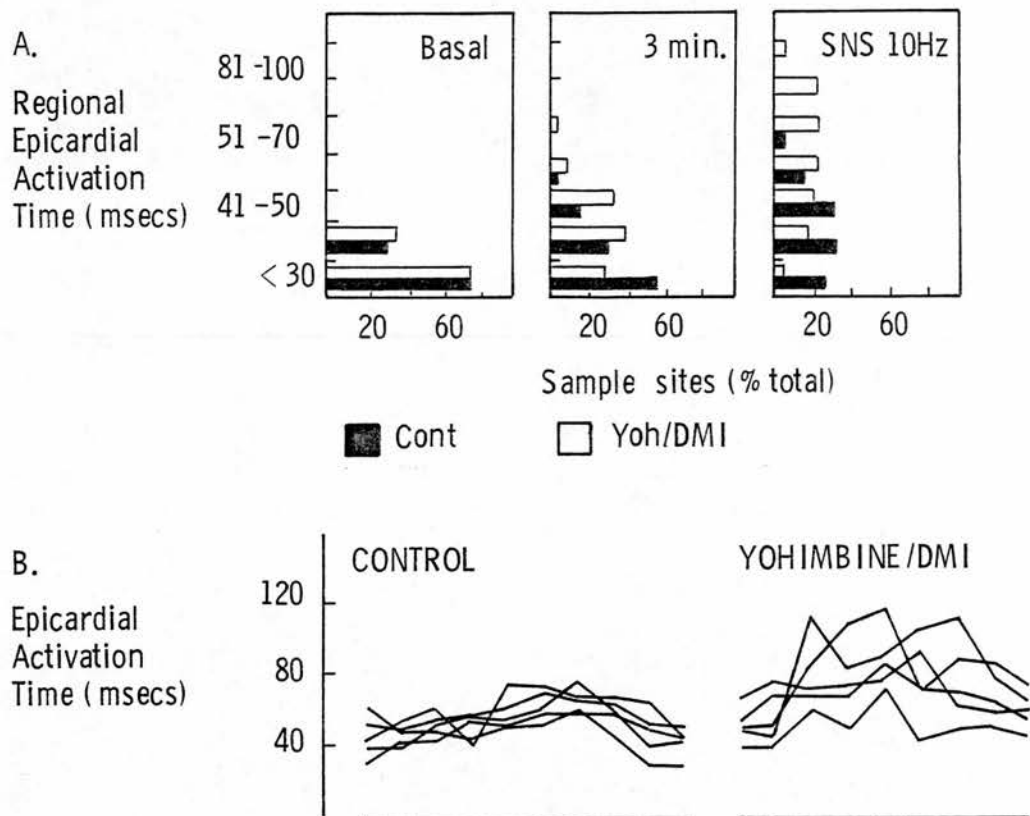 A.
Regional
Epicardial
Activation
Time (msecs)
81 -100
51 -70
41 -50
< 30
Basal
3 min.
SNS 10Hz
20 60
20 60
20 60
Sample sites (% total)
Cont Yoh/DMI
B.
Epicardial
Activation
Time (msecs)
120
80
40
CONTROL
YOHIMBINE/DMI